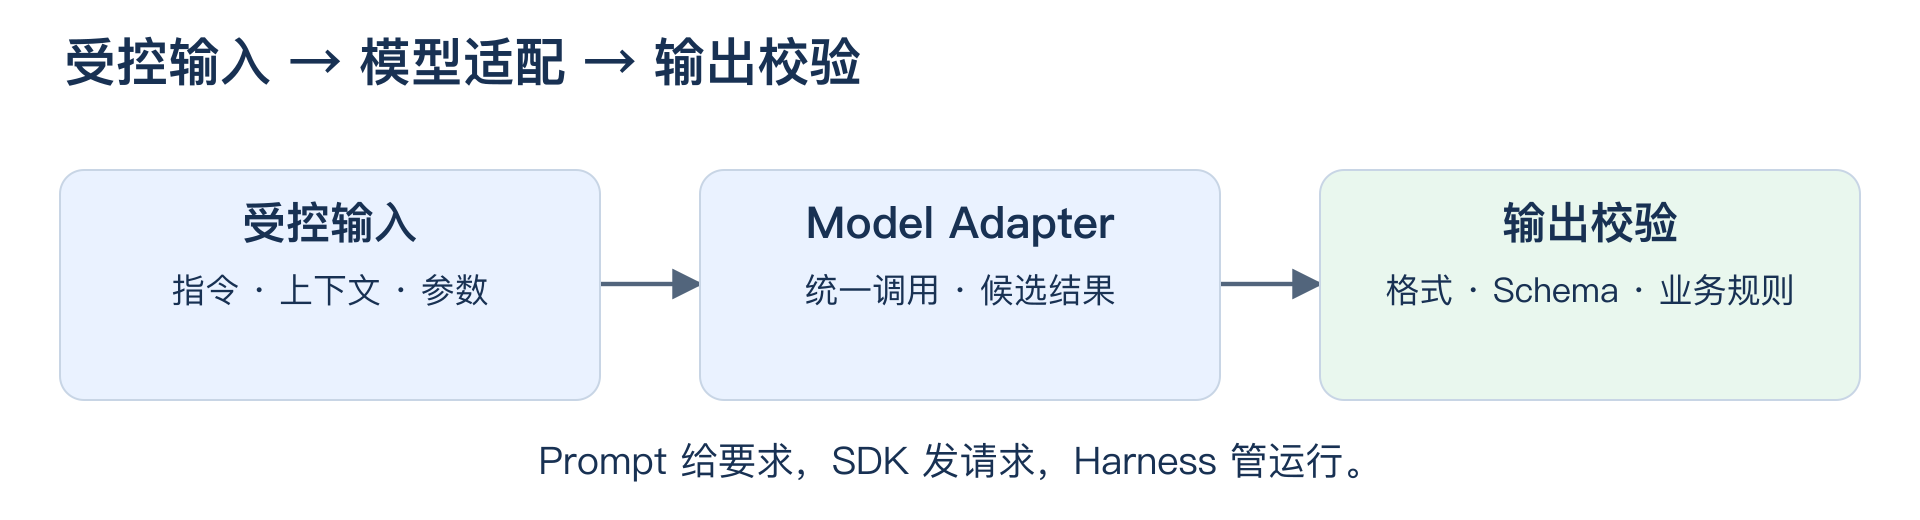 受控输入 → 模型适配 → 输出校验
受控输入
指令 · 上下文 · 参数
Model Adapter
统一调用 · 候选结果
输出校验
格式 · Schema · 业务规则
Prompt 给要求，SDK 发请求，Harness 管运行。